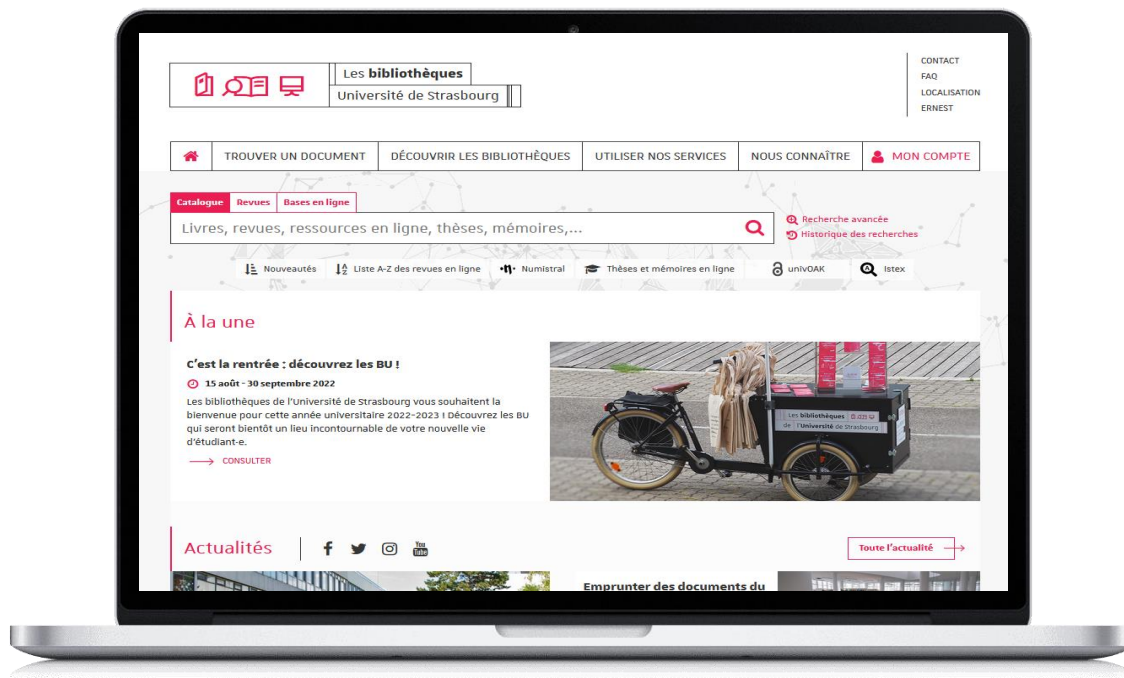 Les bibliothèques
Université de Strasbourg
CONTACT
FAQ
LOCALISATION
ERNEST
TROUVER UN DOCUMENT
DÉCOUVRIR LES BIBLIOTHÈQUES
UTILISER NOS SERVICES
NOUS CONNAÎTRE
MON COMPTE
Catalogue
Revues
Bases en ligne
Livres, revues, ressources en ligne, thèses, mémoires,...
Recherche avancée
Historique des recherches
Nouveautés
Liste A-Z des revues en ligne
Numistral
Thèses et mémoires en ligne
univOAK
Istex
À la une
C'est la rentrée : découvrez les BU !
15 août - 30 septembre 2022
Les bibliothèques de l'Université de Strasbourg vous souhaitent la
bienvenue pour cette année universitaire 2022-2023 ! Découvrez les BU
qui seront bientôt un lieu incontournable de votre nouvelle vie
d'étudiant·e.
CONSULTER
Les bibliothèques
de l'Université de Strasbourg
Actualités
You
Tube
Toute l'actualité
Emprunter des documents du